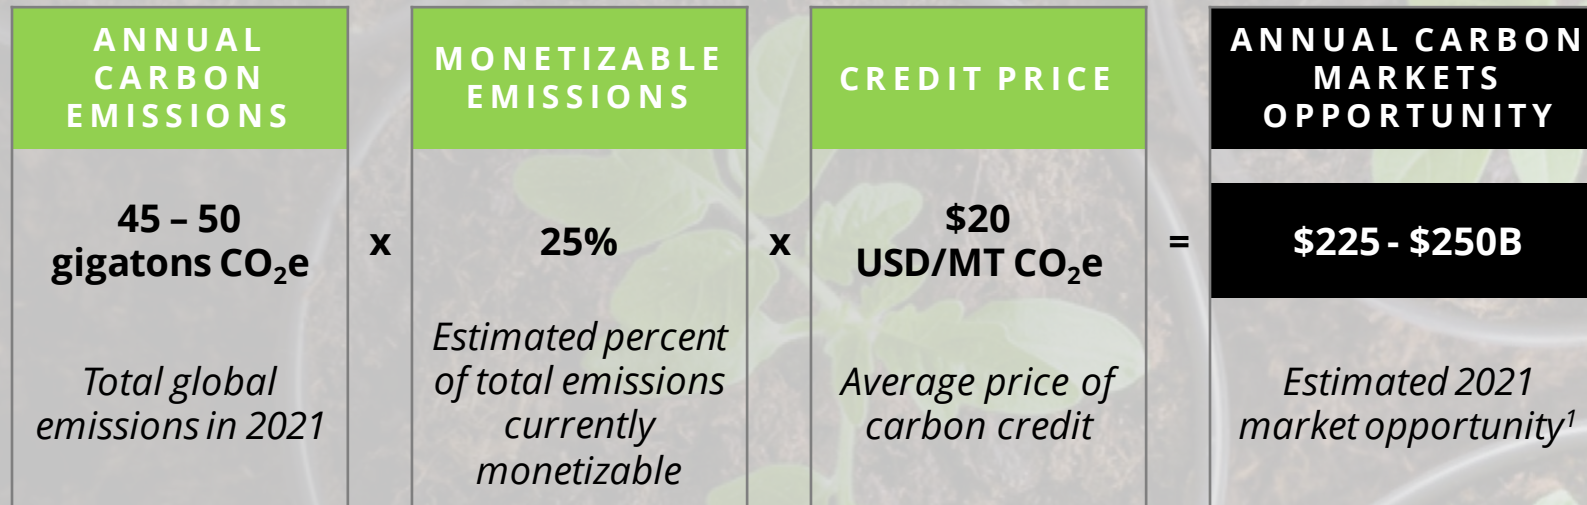 ANNUAL
CARBON
EMISSIONS
45 – 50
gigatons CO₂e
Total global
emissions in 2021
x
MONETIZABLE
EMISSIONS
25%
Estimated percent
of total emissions
currently
monetizable
x
CREDIT PRICE
$20
USD/MT CO₂e
Average price of
carbon credit
=
ANNUAL CARBON
MARKETS
OPPORTUNITY
$225 - $250B
Estimated 2021
market opportunity¹